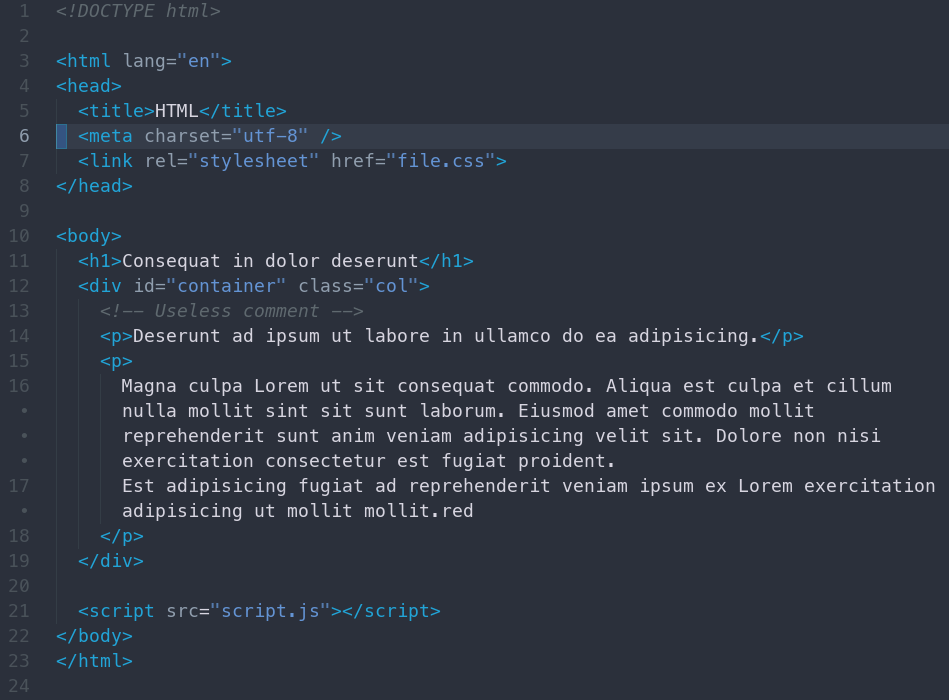 1 <!DOCTYPE html>
2
3 <html lang="en">
4 <head>
5   <title>HTML</title>
6   <meta charset="utf-8" />
7   <link rel="stylesheet" href="file.css">
8 </head>
9
10 <body>
11   <h1>Consequat in dolor deserunt</h1>
12   <div id="container" class="col">
13     <!-- Useless comment -->
14     <p>Deserunt ad ipsum ut labore in ullamco do ea adipisicing.</p>
15     <p>
16       Magna culpa Lorem ut sit consequat commodo. Aliqua est culpa et cillum
•       nulla mollit sint sit sunt laborum. Eiusmod amet commodo mollit
•       reprehenderit sunt anim veniam adipisicing velit sit. Dolore non nisi
•       exercitation consectetur est fugiat proident.
17       Est adipisicing fugiat ad reprehenderit veniam ipsum ex Lorem exercitation
•       adipisicing ut mollit mollit.red
18     </p>
19   </div>
20
21   <script src="script.js"></script>
22 </body>
23 </html>
24